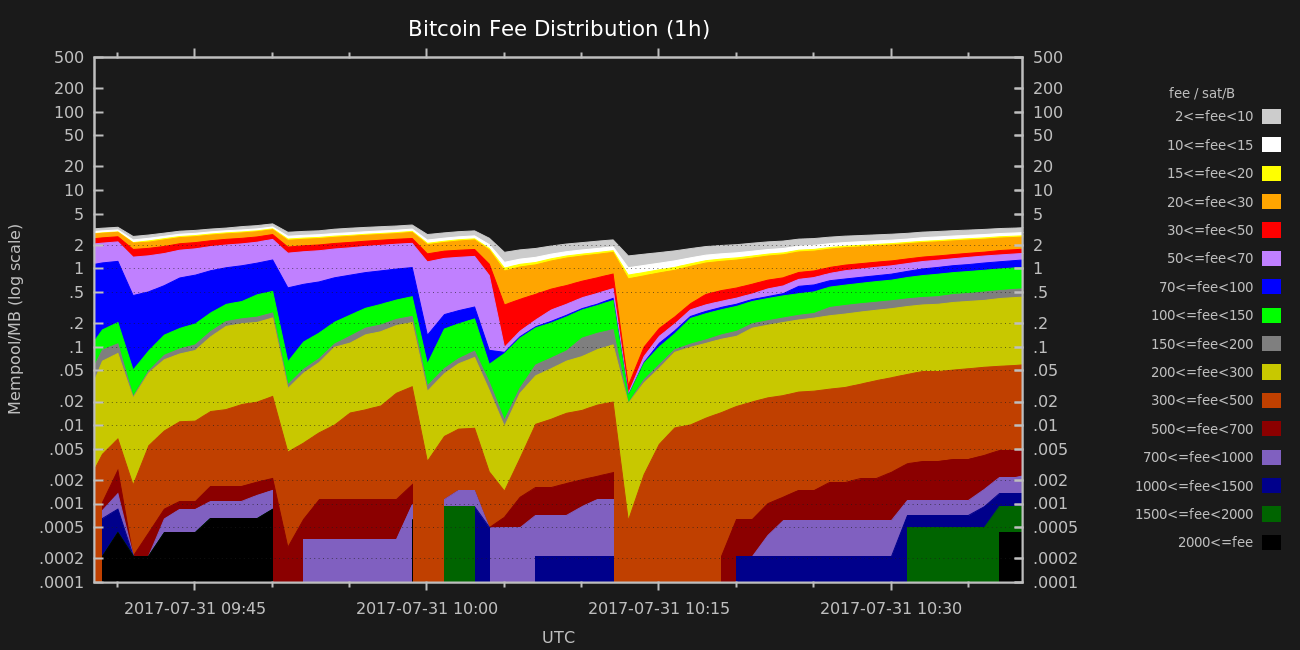 Bitcoin Fee Distribution (1h)
500
200
100
50
20
10
5
2
1
.5
.2
.1
.05
.02
.01
.005
.002
.001
.0005
.0002
.0001
Mempool/MB (log scale)
500
200
100
50
20
10
5
2
1
.5
.2
.1
.05
.02
.01
.005
.002
.001
.0005
.0002
.0001
2017-07-31 09:45
2017-07-31 10:00
2017-07-31 10:15
2017-07-31 10:30
UTC
fee / sat/B
2<=fee<10
10<=fee<15
15<=fee<20
20<=fee<30
30<=fee<50
50<=fee<70
70<=fee<100
100<=fee<150
150<=fee<200
200<=fee<300
300<=fee<500
500<=fee<700
700<=fee<1000
1000<=fee<1500
1500<=fee<2000
2000<=fee